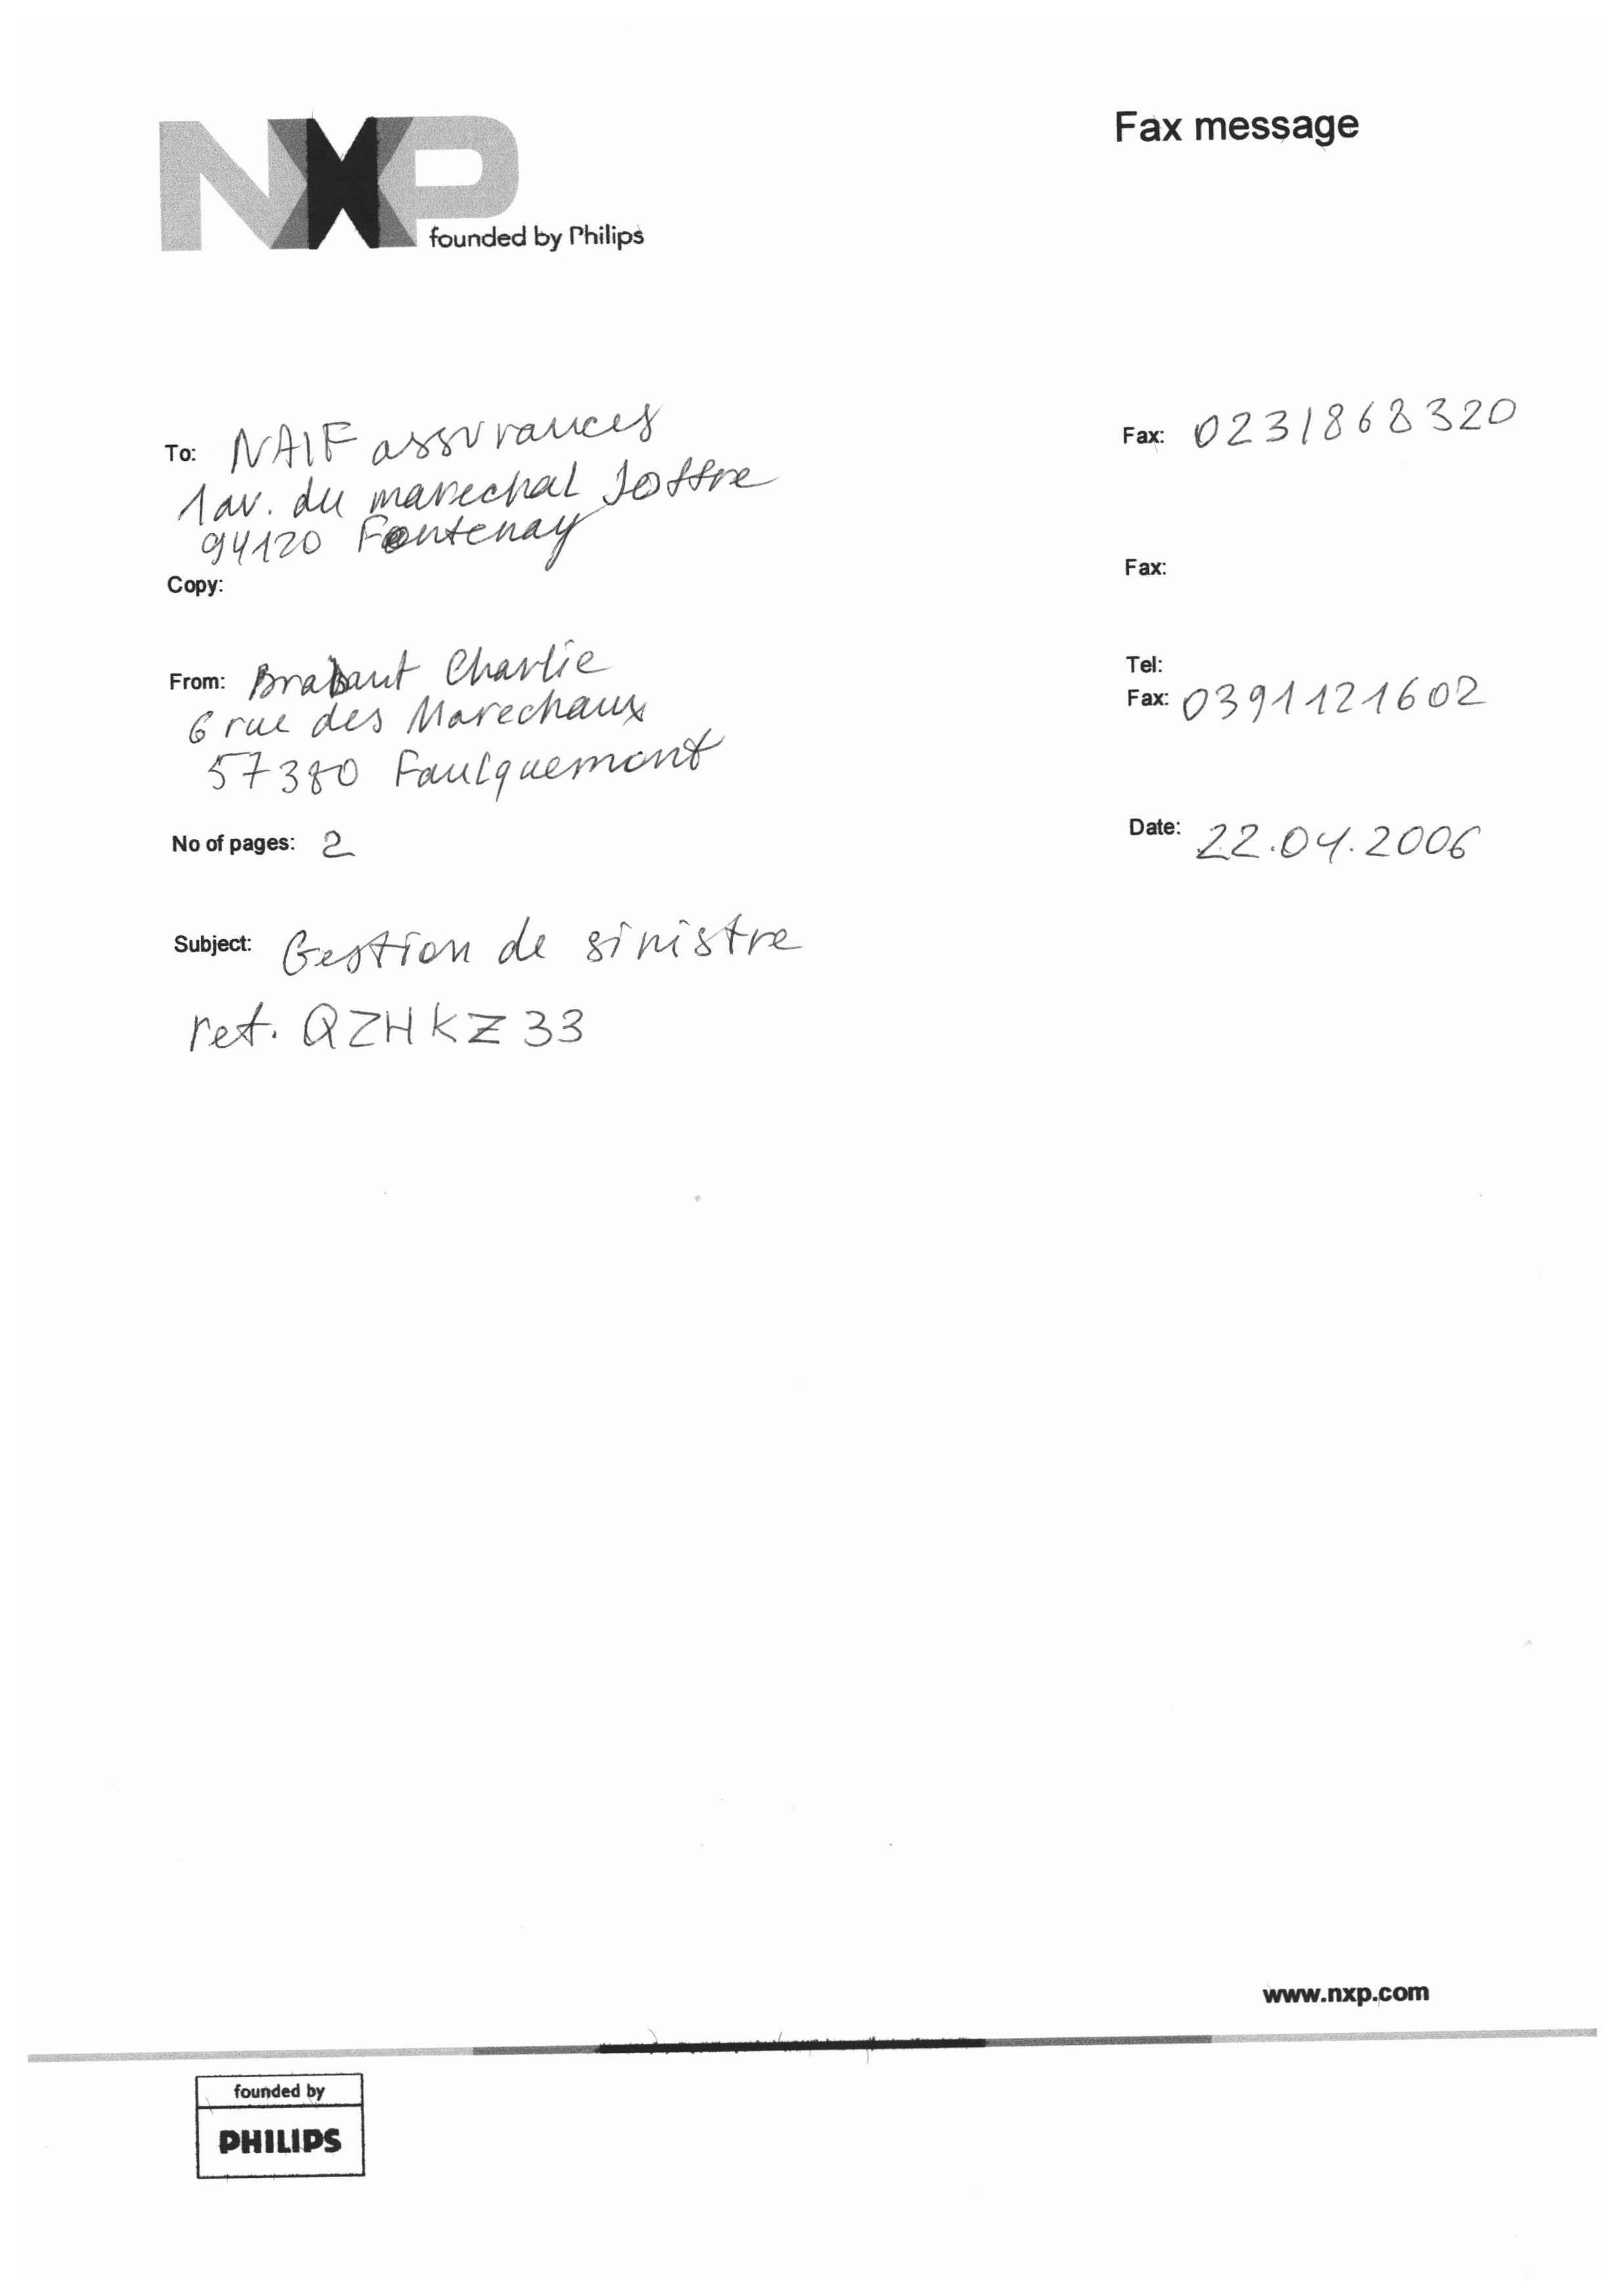 NXP
founded by Philips
Fax message
To: NAIF assurances
1 av. du marechal Joffre
94120 Fontenay
Fax: 0231868320
Copy:
Fax:
From: Brabant Charlie
6 rue des Marechaux
57380 Faulquemont
Tel:
Fax: 0391121602
No of pages: 2
Date: 22.04.2006
Subject: Gestion de sinistre
ref. QZHKZ33
www.nxp.com
founded by
PHILIPS